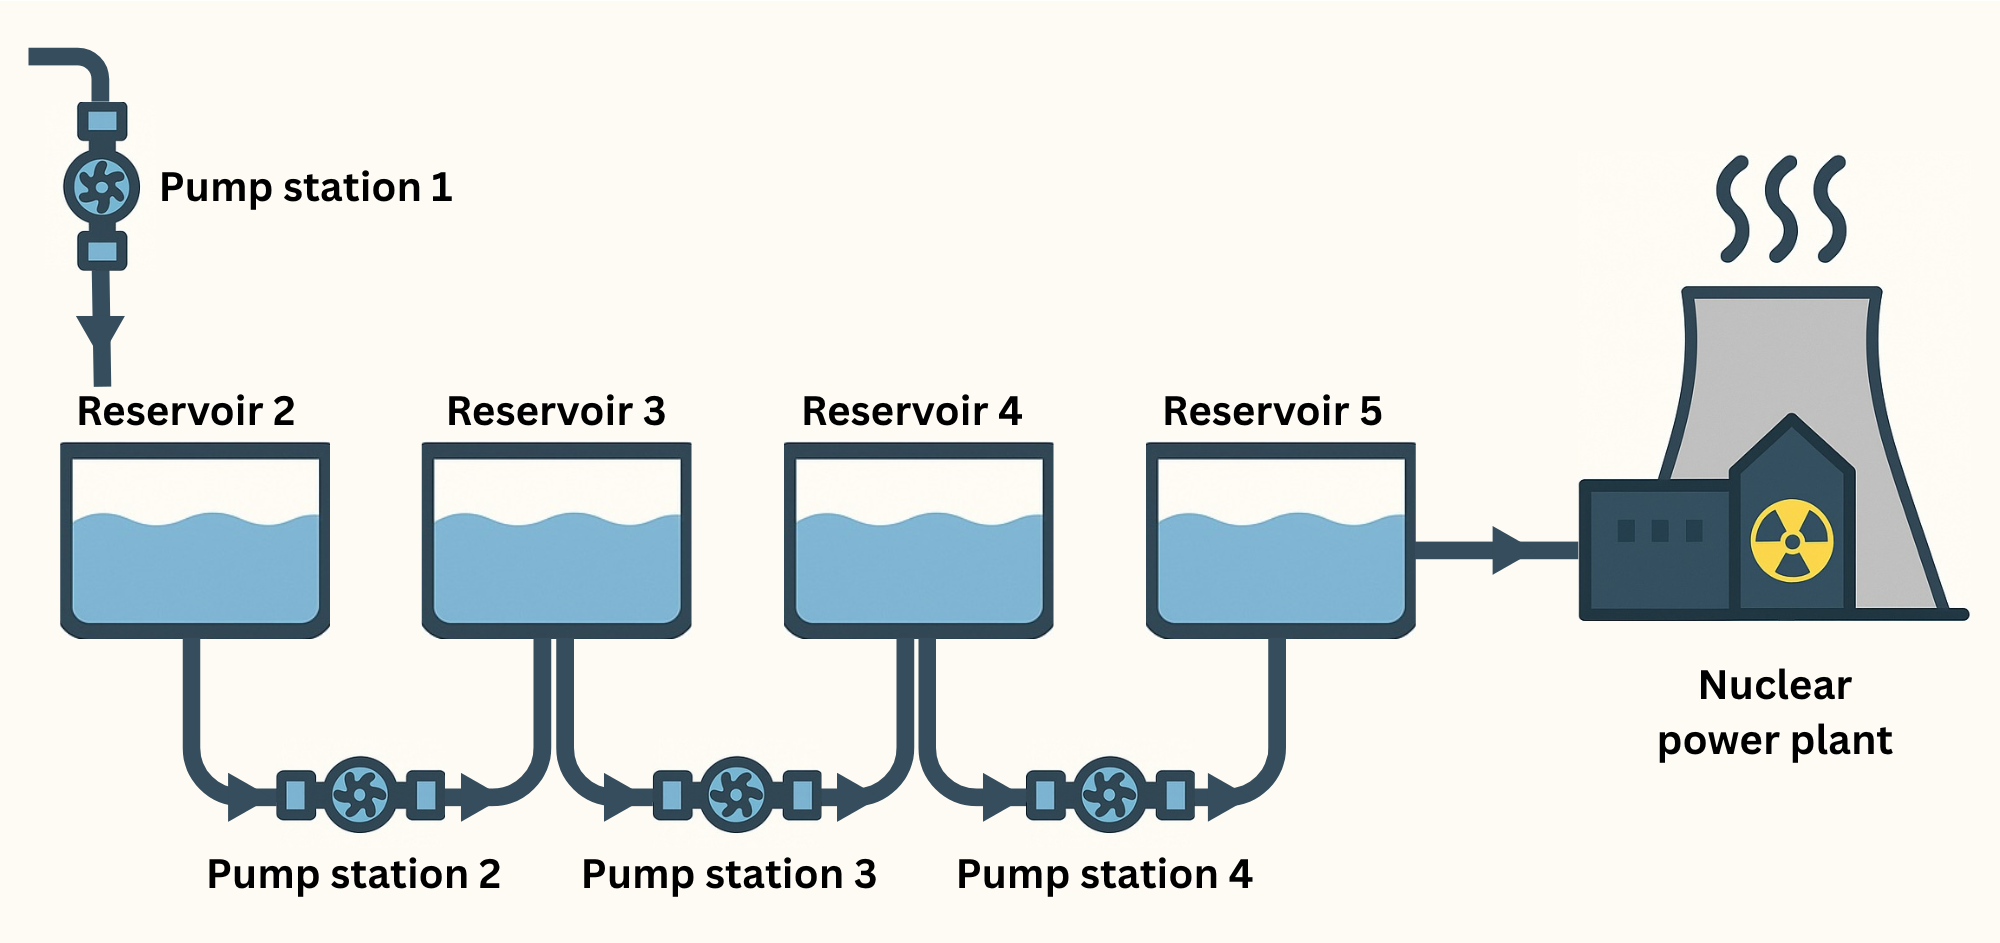 Pump station 1
Reservoir 2
Reservoir 3
Reservoir 4
Reservoir 5
Nuclear
power plant
Pump station 2
Pump station 3
Pump station 4